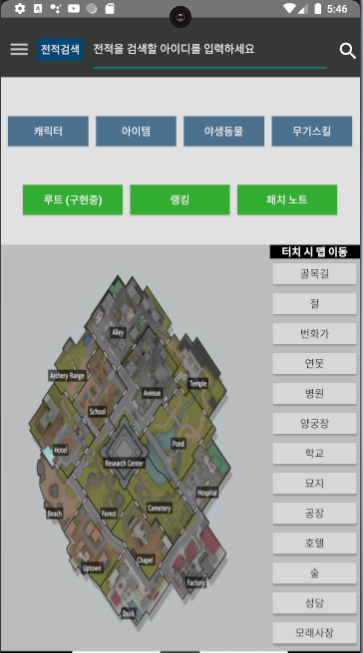 5:46
전적검색 전적을 검색할 아이디를 입력하세요
캐릭터 아이템 야생동물 무기스킬
루트 (구현중) 랭킹 패치 노트
터치 시 맵 이동
골목길
절
번화가
연못
병원
양궁장
학교
묘지
공장
호텔
숲
성당
모래사장
Alley
Archery Range
Avenue
Temple
School
Hotel
Pond
Research Center
Hospital
Beach
Forest
Cemetery
Uptown
Chapel
Factory
Dock